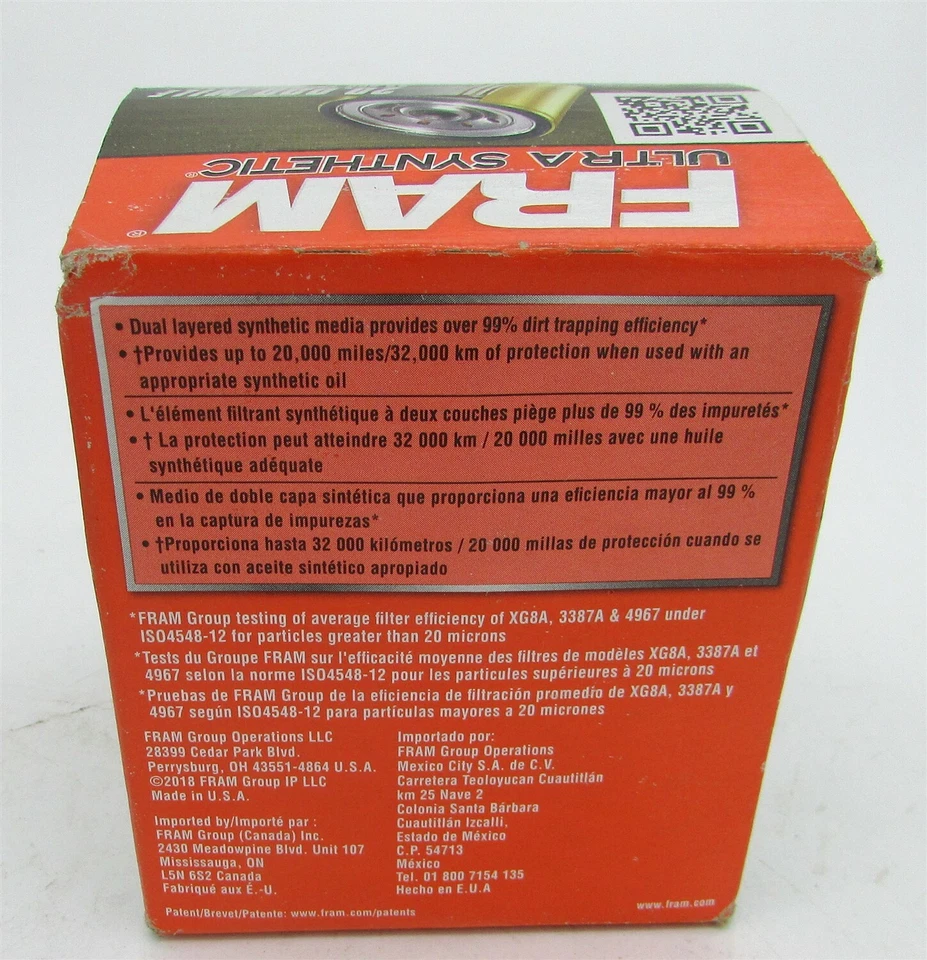 ULTRA SYNTHETIC®
FRAM®
• Dual layered synthetic media provides over 99% dirt trapping efficiency*
• †Provides up to 20,000 miles/32,000 km of protection when used with an
appropriate synthetic oil
• L'élément filtrant synthétique à deux couches piège plus de 99 % des impuretés*
• † La protection peut atteindre 32 000 km / 20 000 milles avec une huile
synthétique adéquate
• Medio de doble capa sintética que proporciona una eficiencia mayor al 99 %
en la captura de impurezas*
• †Proporciona hasta 32 000 kilómetros / 20 000 millas de protección cuando se
utiliza con aceite sintético apropiado
*FRAM Group testing of average filter efficiency of XG8A, 3387A & 4967 under
ISO4548-12 for particles greater than 20 microns
*Tests du Groupe FRAM sur l'efficacité moyenne des filtres de modèles XG8A, 3387A et
4967 selon la norme ISO4548-12 pour les particules supérieures à 20 microns
*Pruebas de FRAM Group de la eficiencia de filtración promedio de XG8A, 3387A y
4967 según ISO4548-12 para partículas mayores a 20 micrones
FRAM Group Operations LLC
28399 Cedar Park Blvd.
Perrysburg, OH 43551-4864 U.S.A.
©2018 FRAM Group IP LLC
Made in U.S.A.
Imported by/Importé par :
FRAM Group (Canada) Inc.
2430 Meadowpine Blvd. Unit 107
Mississauga, ON
L5N 6S2 Canada
Fabriqué aux É.-U.
Importado por:
FRAM Group Operations
Mexico City S.A. de C.V.
Carretera Teoloyucan Cuautitlán
km 25 Nave 2
Colonia Santa Bárbara
Cuautitlán Izcalli,
Estado de México
C.P. 54713
México
Tel. 01 800 7154 135
Hecho en E.U.A
Patent/Brevet/Patente: www.fram.com/patents
www.fram.com